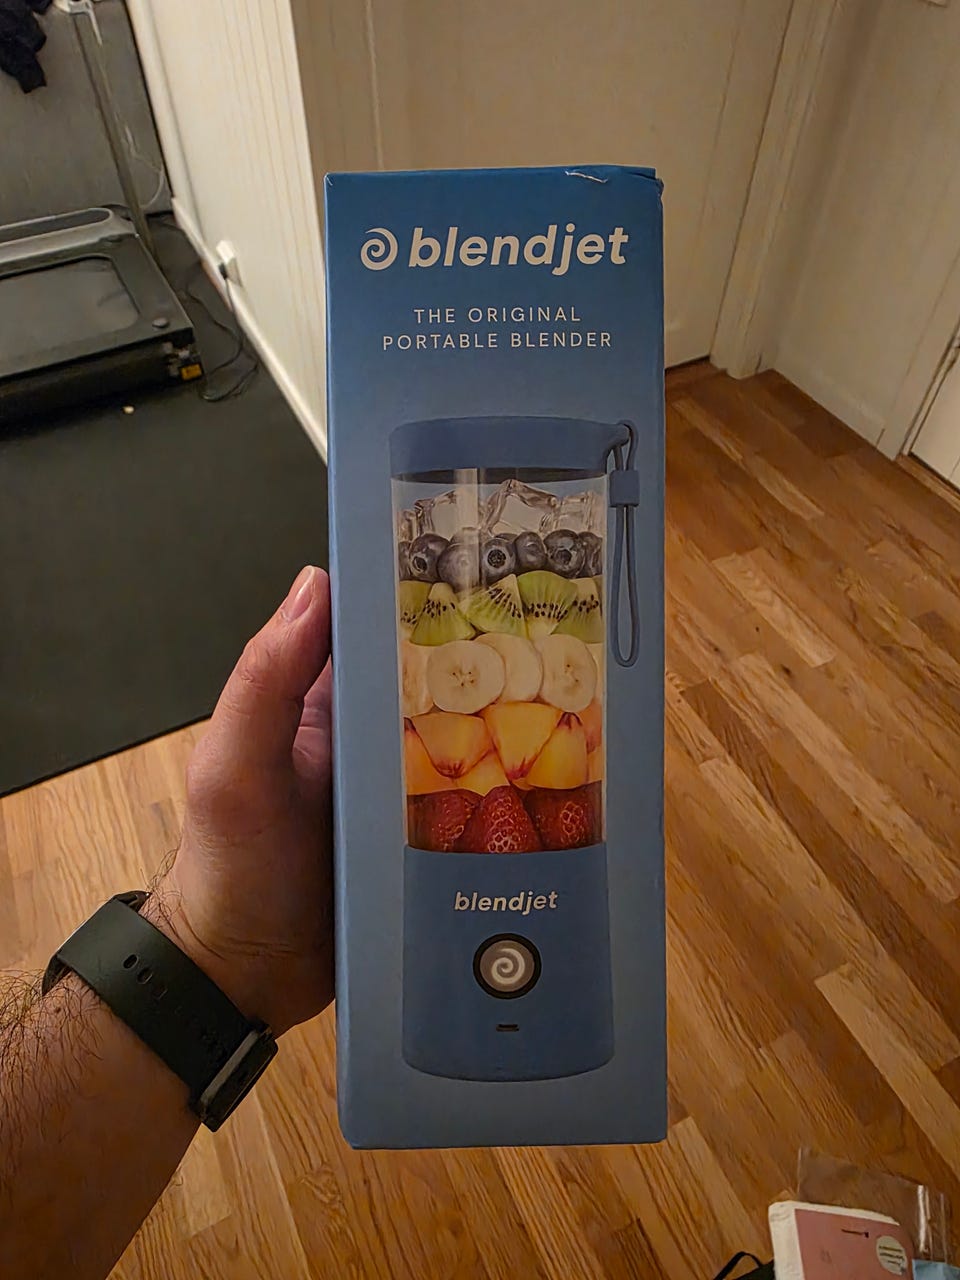 blendjet
THE ORIGINAL
PORTABLE BLENDER
blendjet